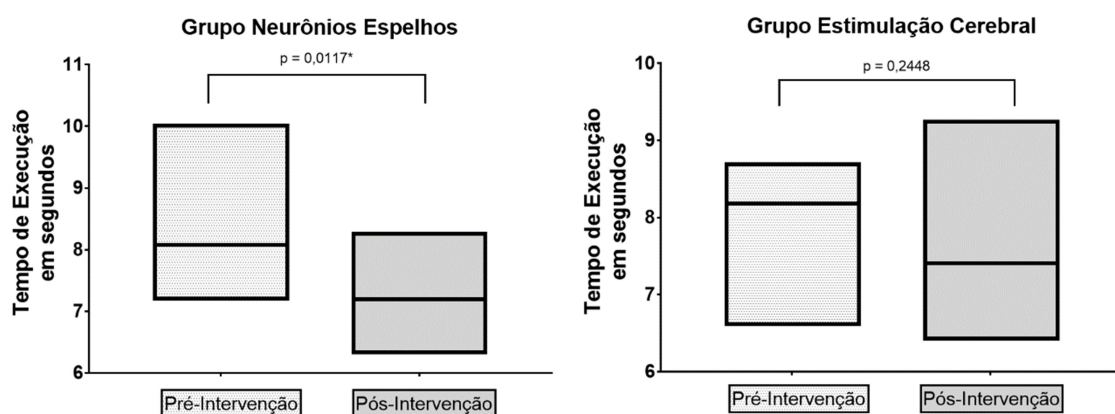 Grupo Neurônios Espelhos
p = 0,0117*
Tempo de Execução
em segundos
11
10
9
8
7
6
Pré-Intervenção
Pós-Intervenção
Grupo Estimulação Cerebral
p = 0,2448
Tempo de Execução
em segundos
10
9
8
7
6
Pré-Intervenção
Pós-Intervenção